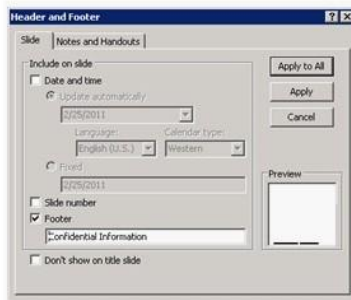 Header and Footer
Slide
Notes and Handouts
Include on slide
Date and time
Update automatically
2/25/2011
Language:
Calendar type:
English (U.S.)
Western
Fixed
2/25/2011
Slide number
Footer
Confidential Information
Don't show on title slide
Apply to All
Apply
Cancel
Preview